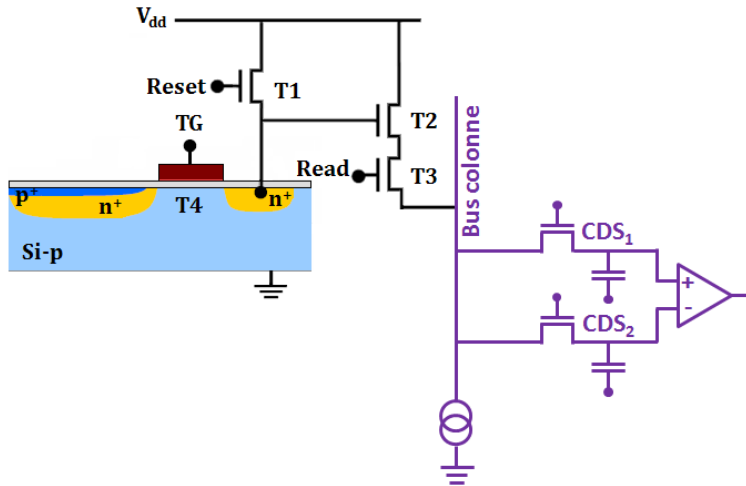 Vdd
Reset
T1
TG
T2
Read
T3
p+
n+
T4
n+
Si-p
Bus colonne
CDS1
CDS2
+
-